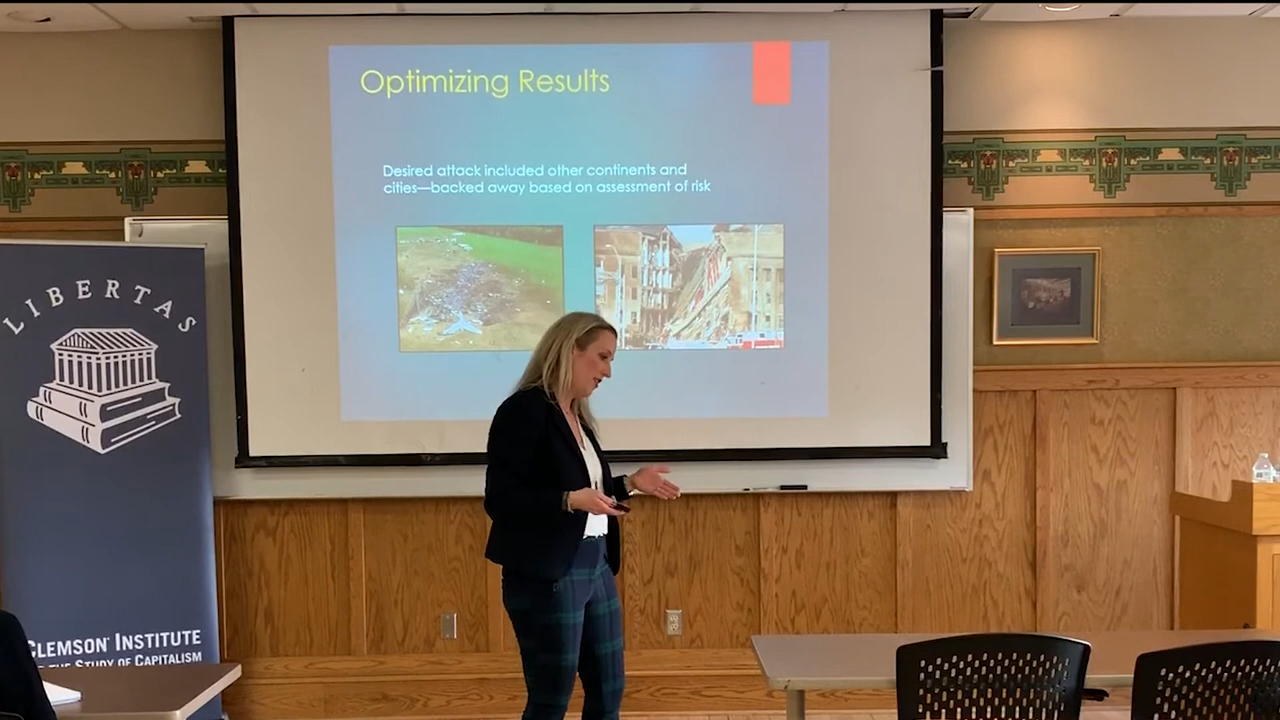 Optimizing Results
Desired attack included other continents and
cities—backed away based on assessment of risk
LIBERTAS
CLEMSON INSTITUTE
THE STUDY OF CAPITALISM